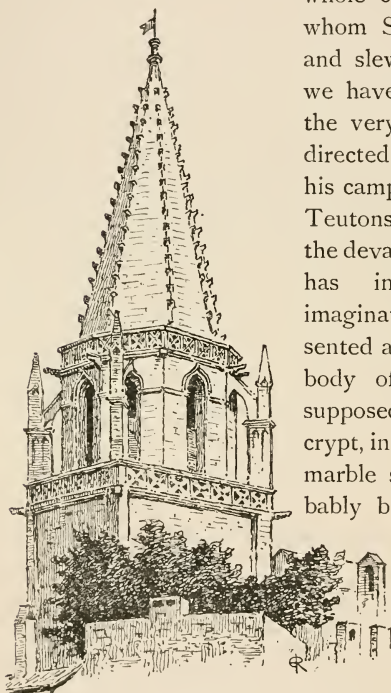 whom S
and slew
we have
the very
directed
his camp
Teutons
the deva
has in
imaginat
sented a
body of
supposed
crypt, in
marble s
bably b